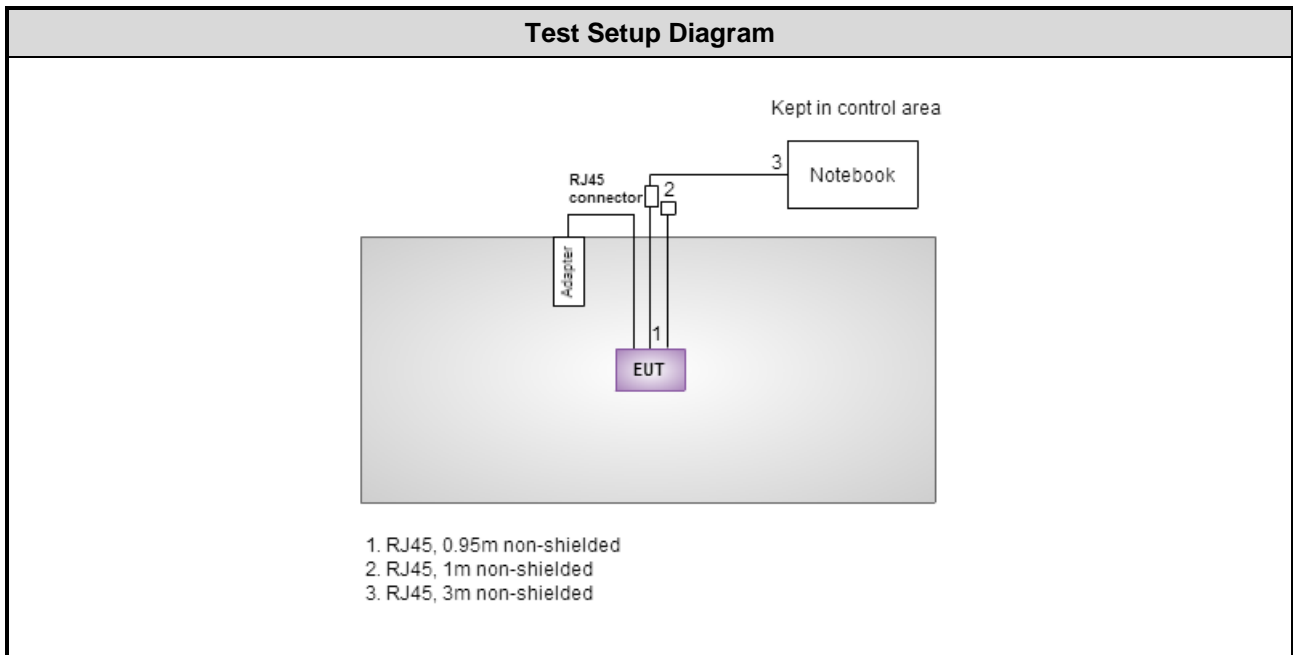 Test Setup Diagram
Kept in control area
3
Notebook
RJ45
connector
2
Adapter
1
EUT
1. RJ45, 0.95m non-shielded
2. RJ45, 1m non-shielded
3. RJ45, 3m non-shielded